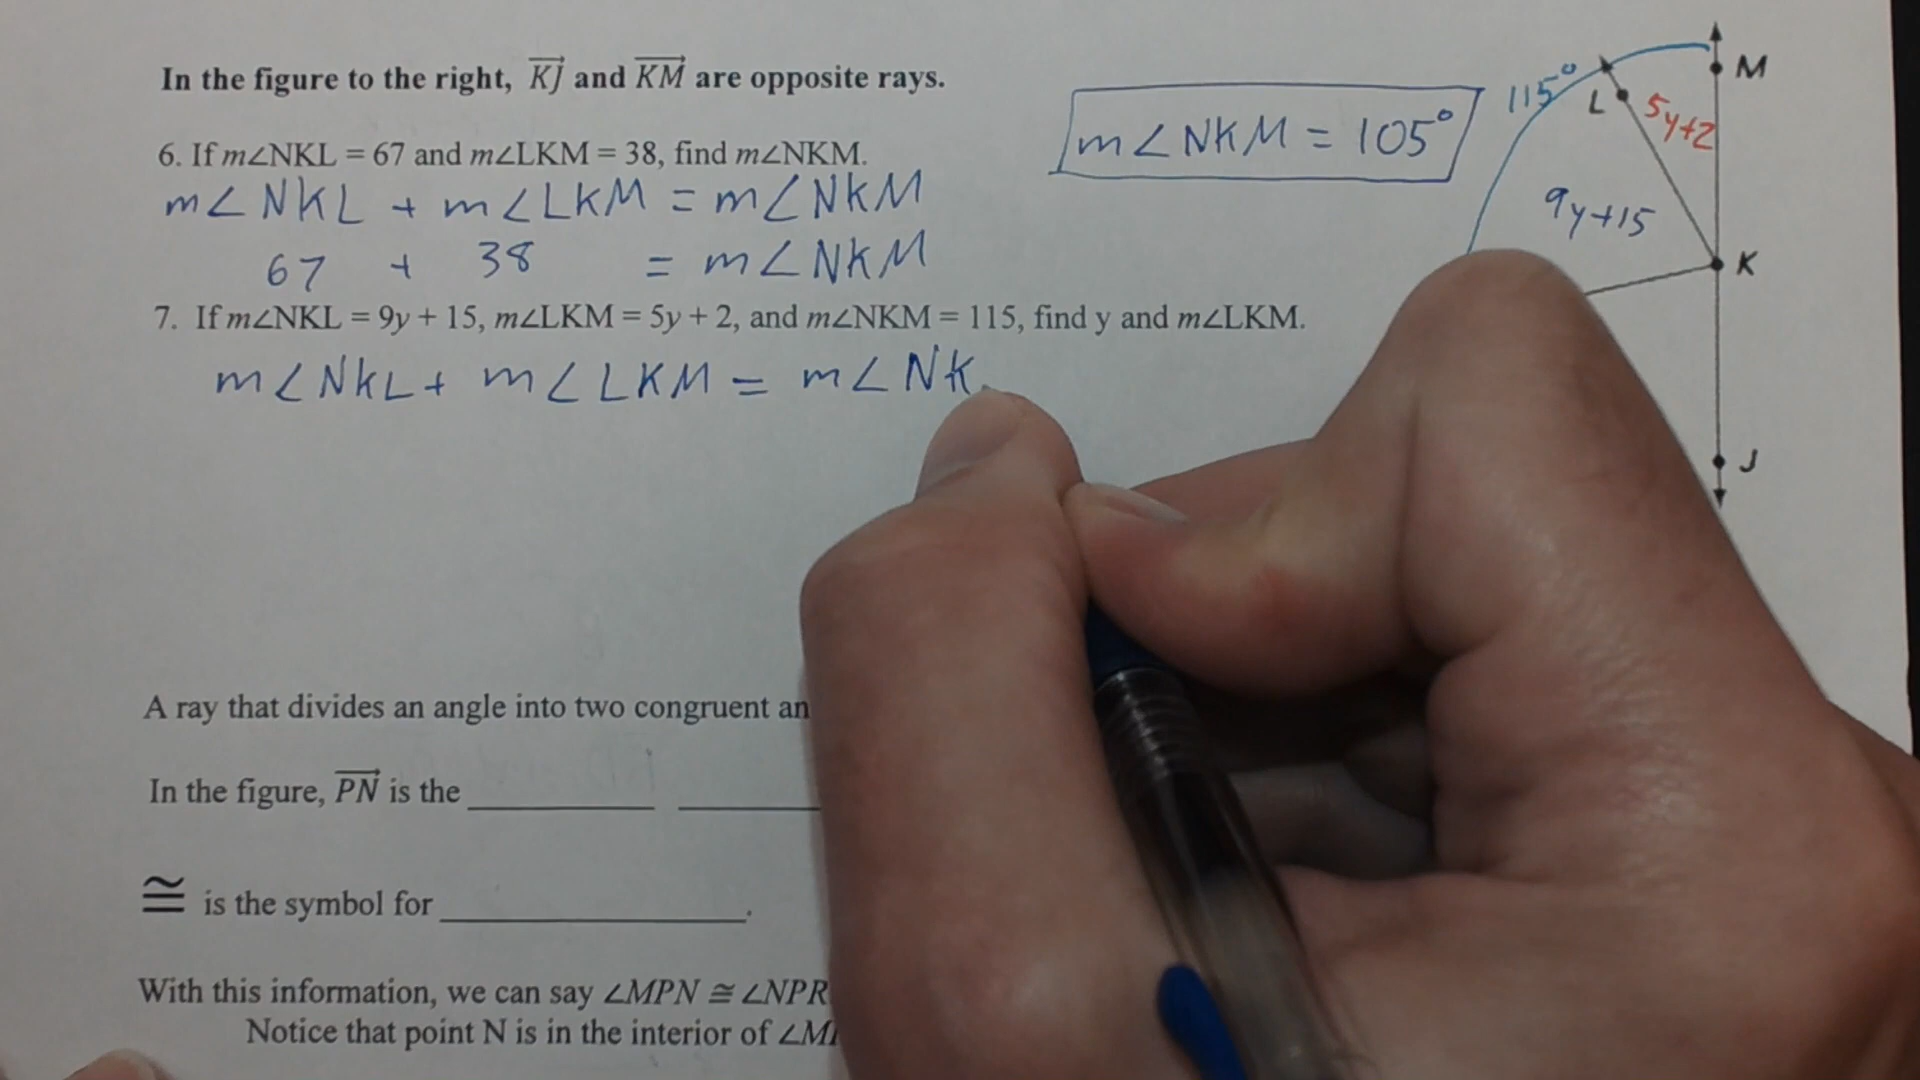 In the figure to the right, KJ and KM are opposite rays.
6. If m∠NKL = 67 and m∠LKM = 38, find m∠NKM.
m∠NKL + m∠LKM = m∠NKM
67 + 38 = m∠NKM
m∠NKM = 105°
115°
L
5y+2
M
9y+15
K
J
7. If m∠NKL = 9y + 15, m∠LKM = 5y + 2, and m∠NKM = 115, find y and m∠LKM.
m∠NKL + m∠LKM = m∠NK
A ray that divides an angle into two congruent an
In the figure, PN is the
≅ is the symbol for .
With this information, we can say ∠MPN ≅ ∠NPR
Notice that point N is in the interior of ∠M